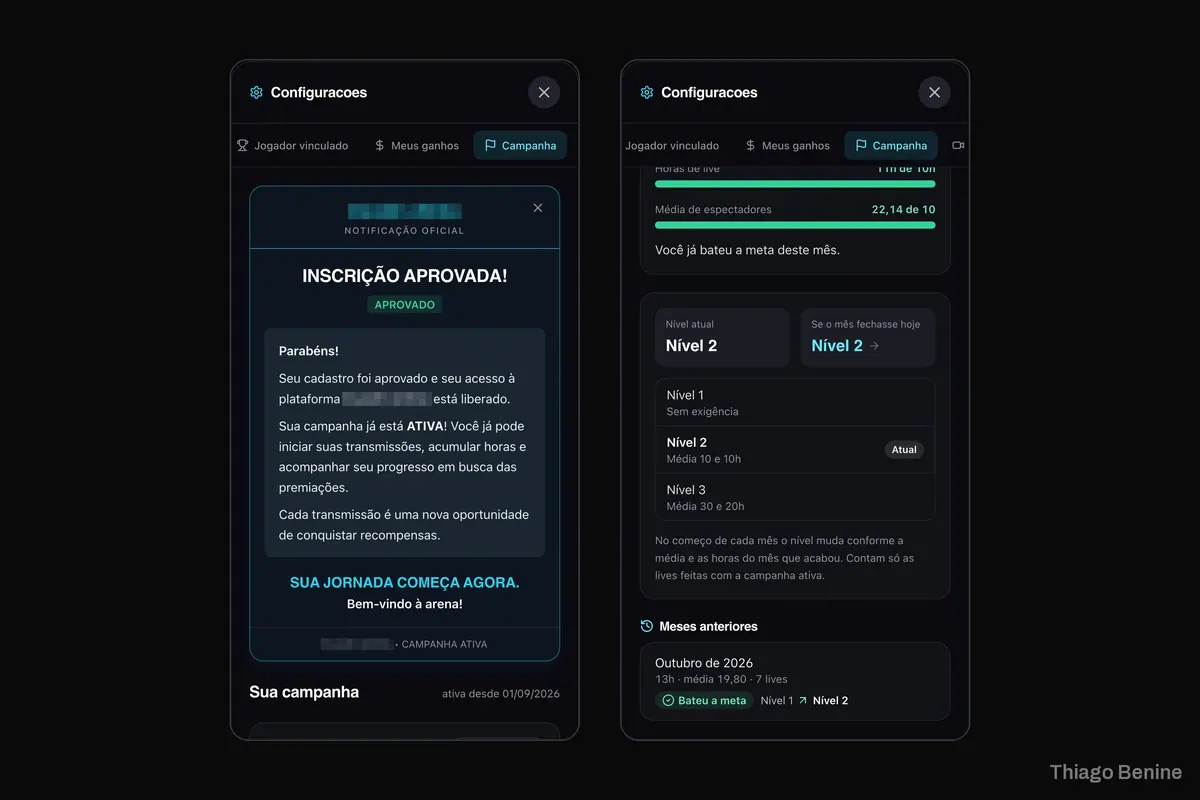 Configuracoes
Jogador vinculado
Meus ganhos
Campanha
NOTIFICAÇÃO OFICIAL
INSCRIÇÃO APROVADA!
APROVADO
Parabéns!
Seu cadastro foi aprovado e seu acesso à
plataforma está liberado.
Sua campanha já está ATIVA! Você já pode
iniciar suas transmissões, acumular horas e
acompanhar seu progresso em busca das
premiações.
Cada transmissão é uma nova oportunidade
de conquistar recompensas.
SUA JORNADA COMEÇA AGORA.
Bem-vindo à arena!
• CAMPANHA ATIVA
Sua campanha
ativa desde 01/09/2026
Configuracoes
Jogador vinculado
Meus ganhos
Campanha
Horas de live
11h de 10h
Média de espectadores
22,14 de 10
Você já bateu a meta deste mês.
Nível atual
Nível 2
Se o mês fechasse hoje
Nível 2 →
Nível 1
Sem exigência
Nível 2
Média 10 e 10h
Atual
Nível 3
Média 30 e 20h
No começo de cada mês o nível muda conforme a
média e as horas do mês que acabou. Contam só as
lives feitas com a campanha ativa.
Meses anteriores
Outubro de 2026
13h · média 19,80 · 7 lives
Bateu a meta Nível 1 ↗ Nível 2
Thiago Benine